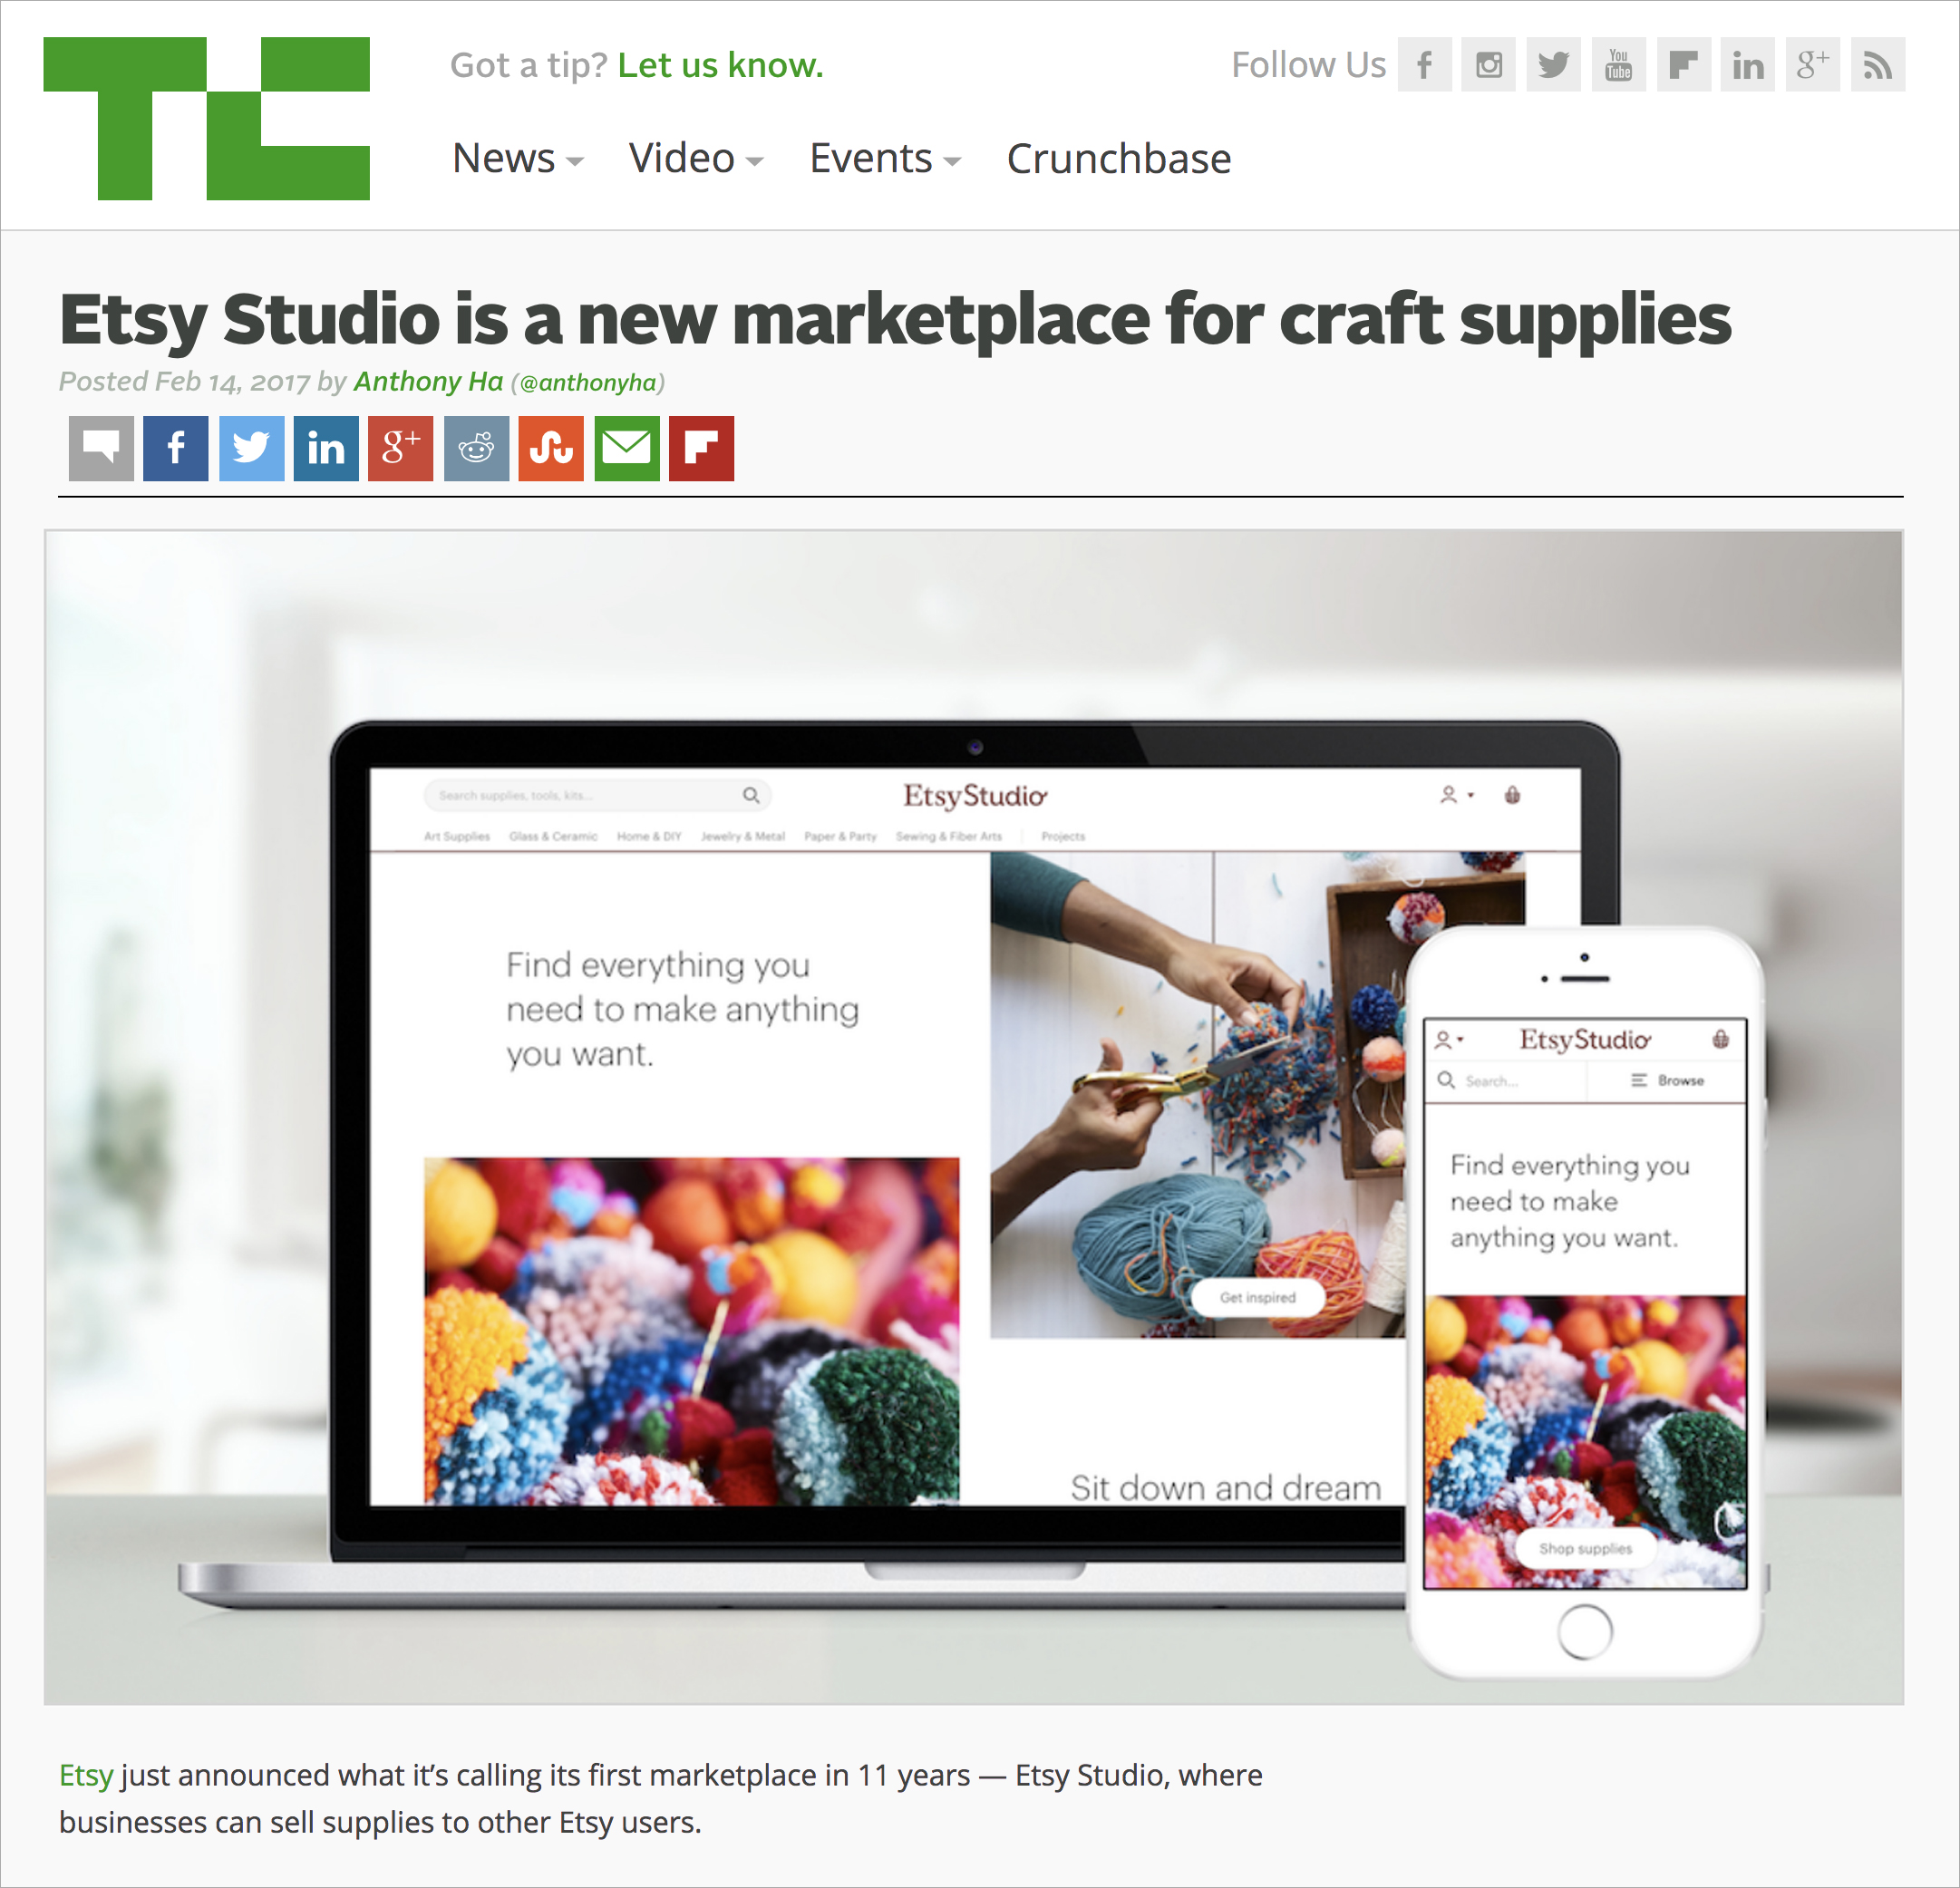 TC
Got a tip? Let us know.
Follow Us f You Tube in g+
News Video Events Crunchbase
Etsy Studio is a new marketplace for craft supplies
Posted Feb 14, 2017 by Anthony Ha (@anthonyha)
f in g+
Search supplies, tools, kits...
EtsyStudio
Art Supplies Glass & Ceramic Home & DIY Jewelry & Metal Paper & Party Sewing & Fiber Arts Projects
Find everything you
need to make anything
you want.
Get inspired
Sit down and dream
EtsyStudio
Search... Browse
Find everything you
need to make
anything you want.
Shop supplies
Etsy just announced what it’s calling its first marketplace in 11 years — Etsy Studio, where
businesses can sell supplies to other Etsy users.